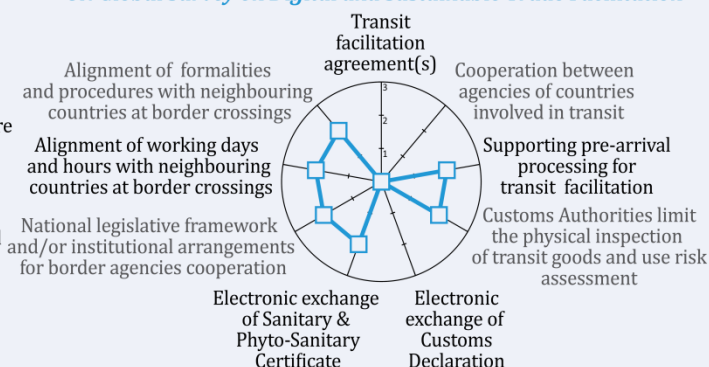 Transit
facilitation
agreement(s)
Alignment of formalities
and procedures with neighbouring
countries at border crossings
Cooperation between
agencies of countries
involved in transit
3
2
1
re
Alignment of working days
and hours with neighbouring
countries at border crossings
Supporting pre-arrival
processing for
transit facilitation
National legislative framework
and/or institutional arrangements
for border agencies cooperation
Customs Authorities limit
the physical inspection
of transit goods and use risk
assessment
Electronic exchange
of Sanitary &
Phyto-Sanitary
Certificate
Electronic
exchange of
Customs
Declaration